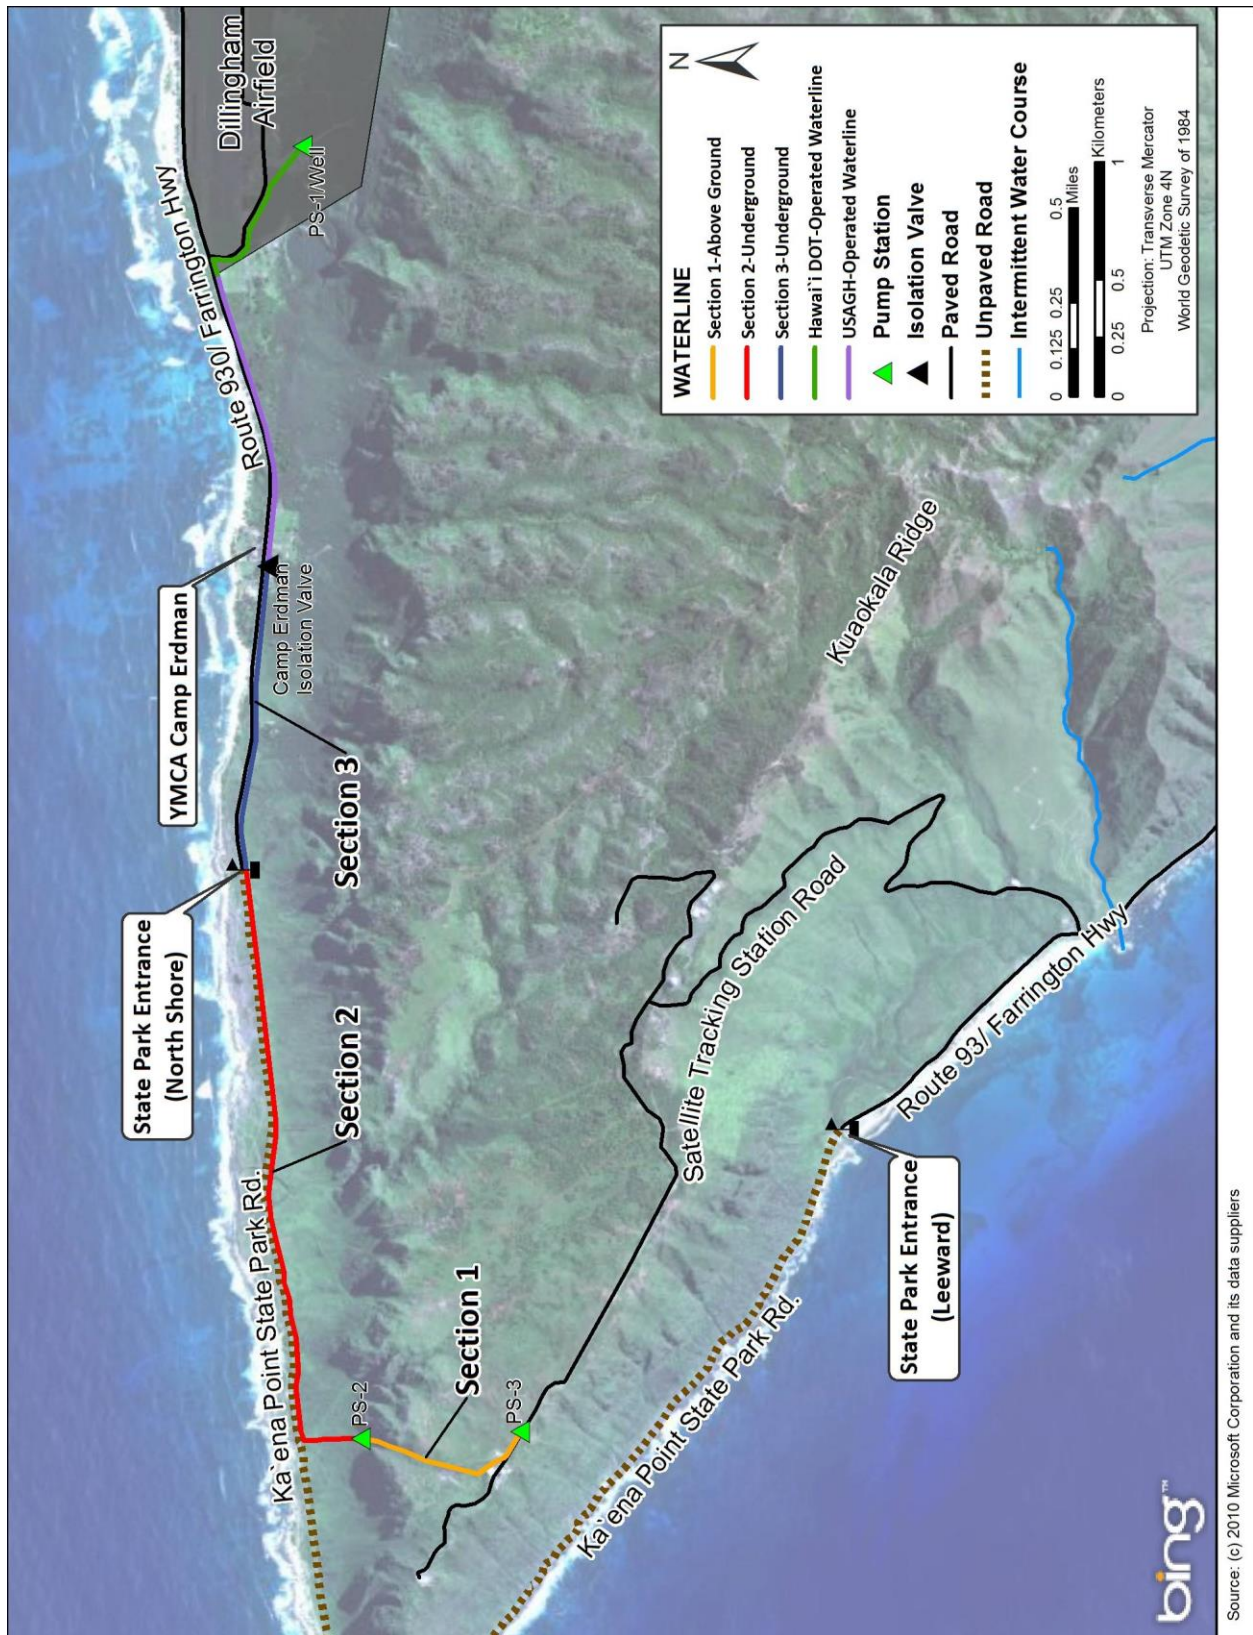 Dillingham
Airfield
PS-1/Well
Route 930/ Farrington Hwy
YMCA Camp Erdman
Camp Erdman
Isolation Valve
Section 3
State Park Entrance
(North Shore)
Section 2
Ka`ena Point State Park Rd.
PS-2
Section 1
PS-3
Ka`ena Point State Park Rd.
Satellite Tracking Station Road
Kuaokala Ridge
Route 93/ Farrington Hwy
State Park Entrance
(Leeward)
N
WATERLINE
Section 1-Above Ground
Section 2-Underground
Section 3-Underground
Hawai`i DOT-Operated Waterline
USAGH-Operated Waterline
Pump Station
Isolation Valve
Paved Road
Unpaved Road
Intermittent Water Course
0 0.125 0.25 0.5
Miles
Kilometers
0 0.25 0.5 1
Projection: Transverse Mercator
UTM Zone 4N
World Geodetic Survey of 1984
bing™
Source: (c) 2010 Microsoft Corporation and its data suppliers